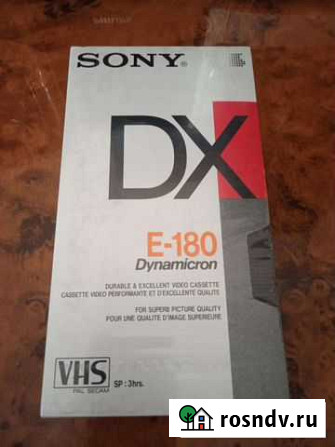 SONY®
DX
E-180
Dynamicron
DURABLE & EXCELLENT VIDEO CASSETTE
CASSETTE VIDEO PERFORMANTE ET D'EXCELLENTE QUALITE
FOR SUPERB PICTURE QUALITY
POUR UNE QUALITE D'IMAGE SUPERIEURE
VHS
PAL SECAM
SP : 3hrs.
rosndv.ru